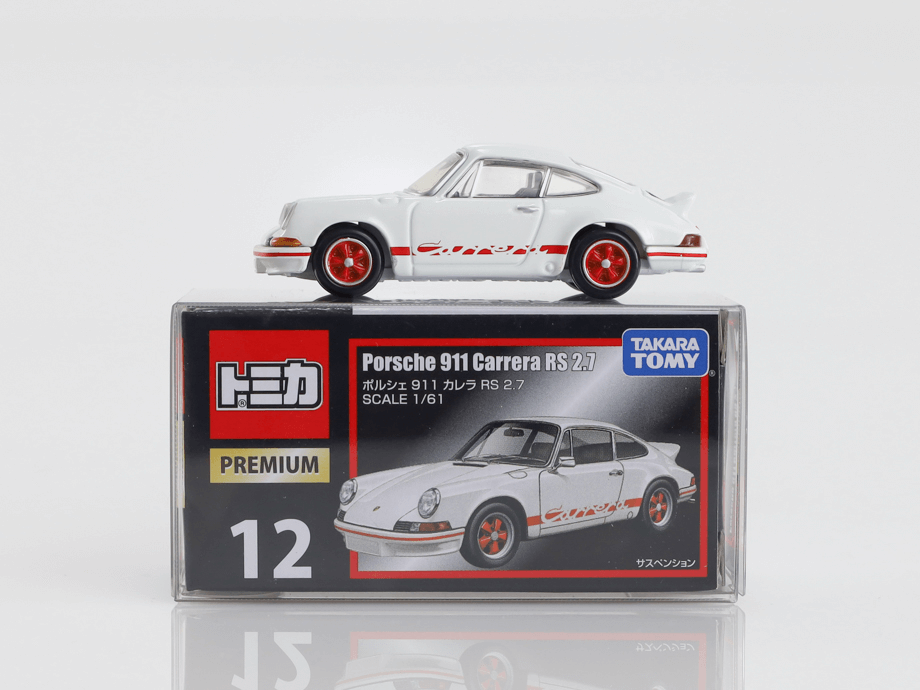 Carrera
トミカ
®
PREMIUM
12
Porsche 911 Carrera RS 2.7
ポルシェ 911 カレラ RS 2.7
SCALE 1/61
TAKARA
TOMY
®
Carrera
サスペンション
12